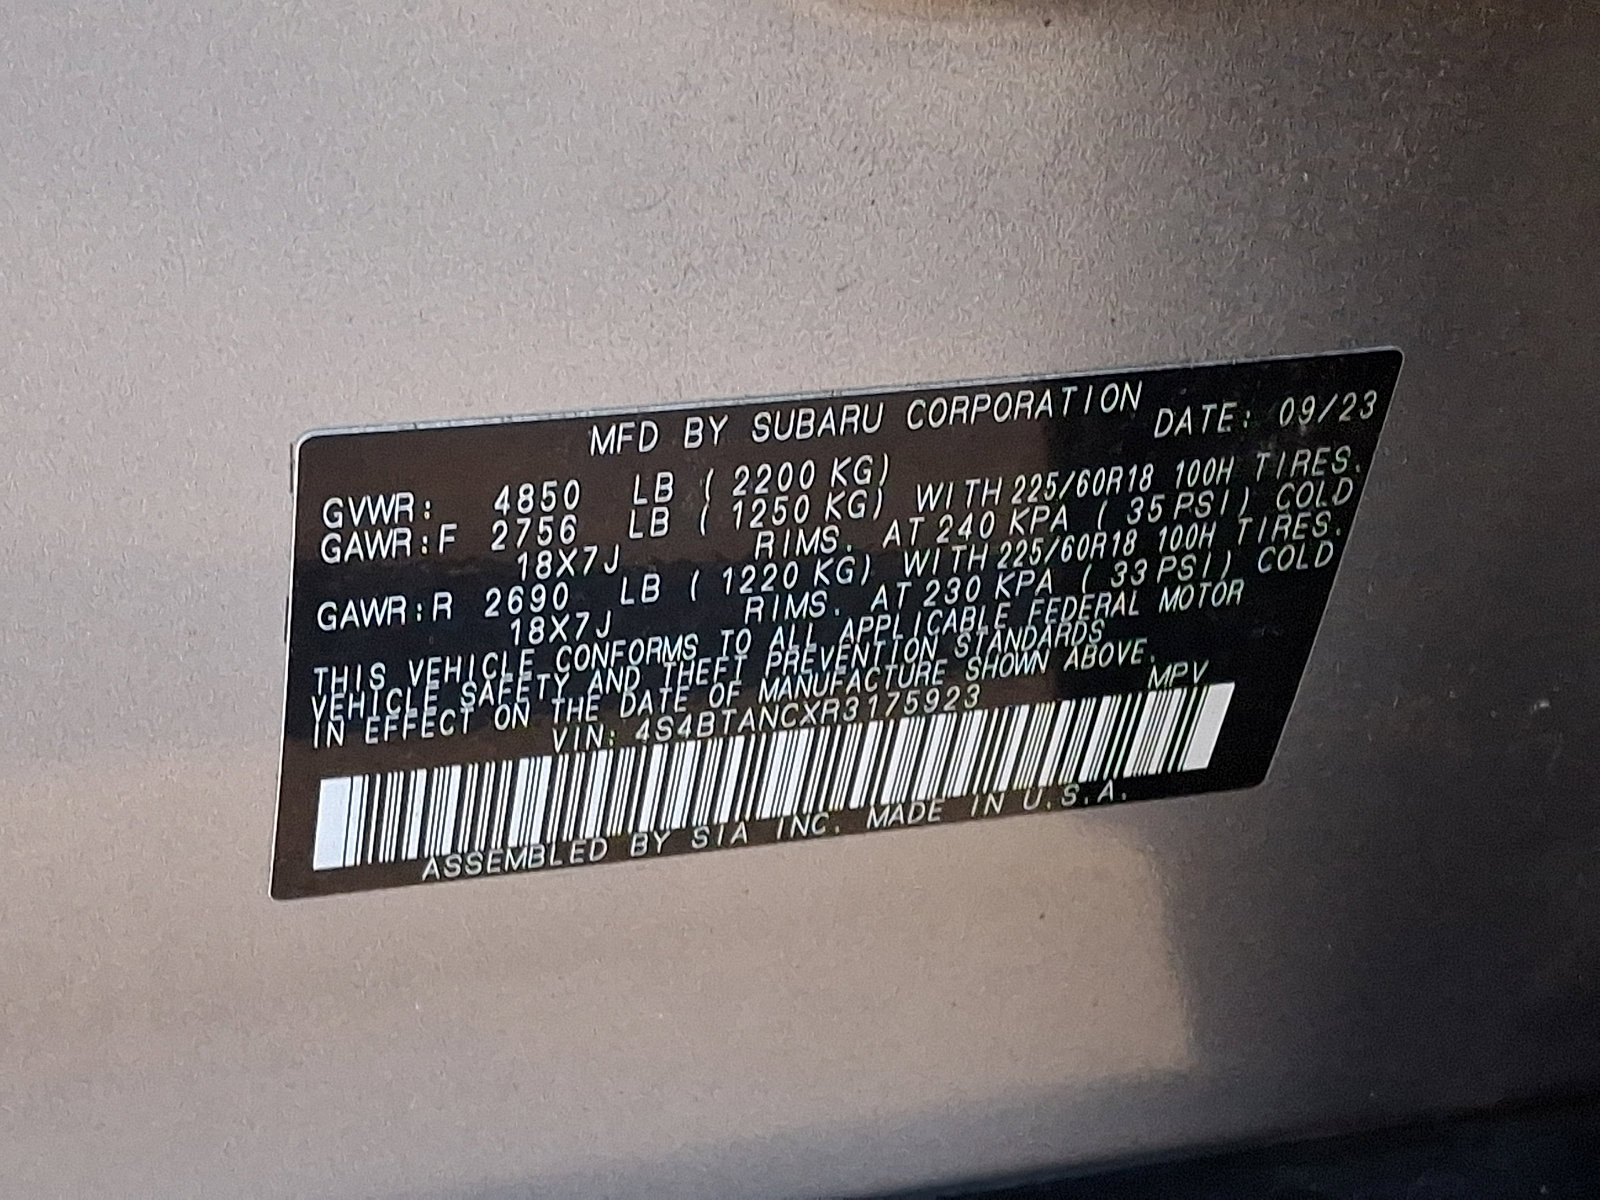 MFD BY SUBARU CORPORATION DATE: 09/23
GVWR: 4850 LB ( 2200 KG)
GAWR:F 2756 LB ( 1250 KG) WITH 225/60R18 100H TIRES.
18X7J RIMS. AT 240 KPA ( 35 PSI) COLD
GAWR:R 2690 LB ( 1220 KG) WITH 225/60R18 100H TIRES.
18X7J RIMS. AT 230 KPA ( 33 PSI) COLD
THIS VEHICLE CONFORMS TO ALL APPLICABLE FEDERAL MOTOR
VEHICLE SAFETY AND THEFT PREVENTION STANDARDS
IN EFFECT ON THE DATE OF MANUFACTURE SHOWN ABOVE.
VIN: 4S4BTANCXR3175923 MPV
ASSEMBLED BY SIA INC. MADE IN U.S.A.